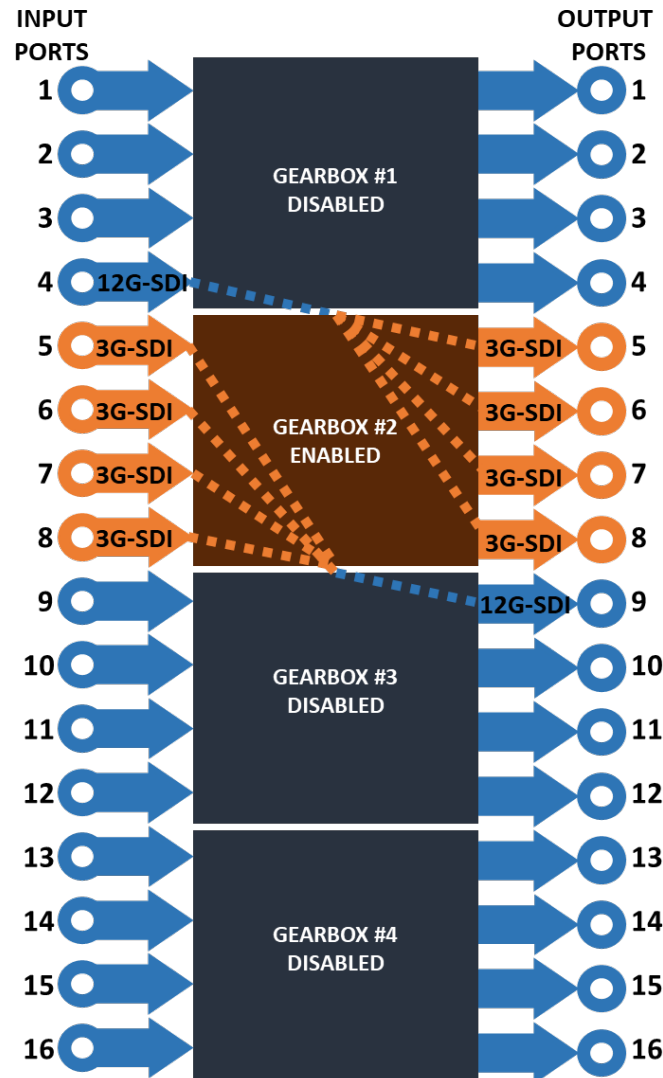 INPUT
PORTS
OUTPUT
PORTS
1
1
2
2
GEARBOX #1
DISABLED
3
3
4
12G-SDI
4
5
3G-SDI
3G-SDI
5
6
3G-SDI
3G-SDI
6
GEARBOX #2
ENABLED
7
3G-SDI
3G-SDI
7
8
3G-SDI
3G-SDI
8
9
12G-SDI
9
10
10
GEARBOX #3
DISABLED
11
11
12
12
13
13
14
14
GEARBOX #4
DISABLED
15
15
16
16